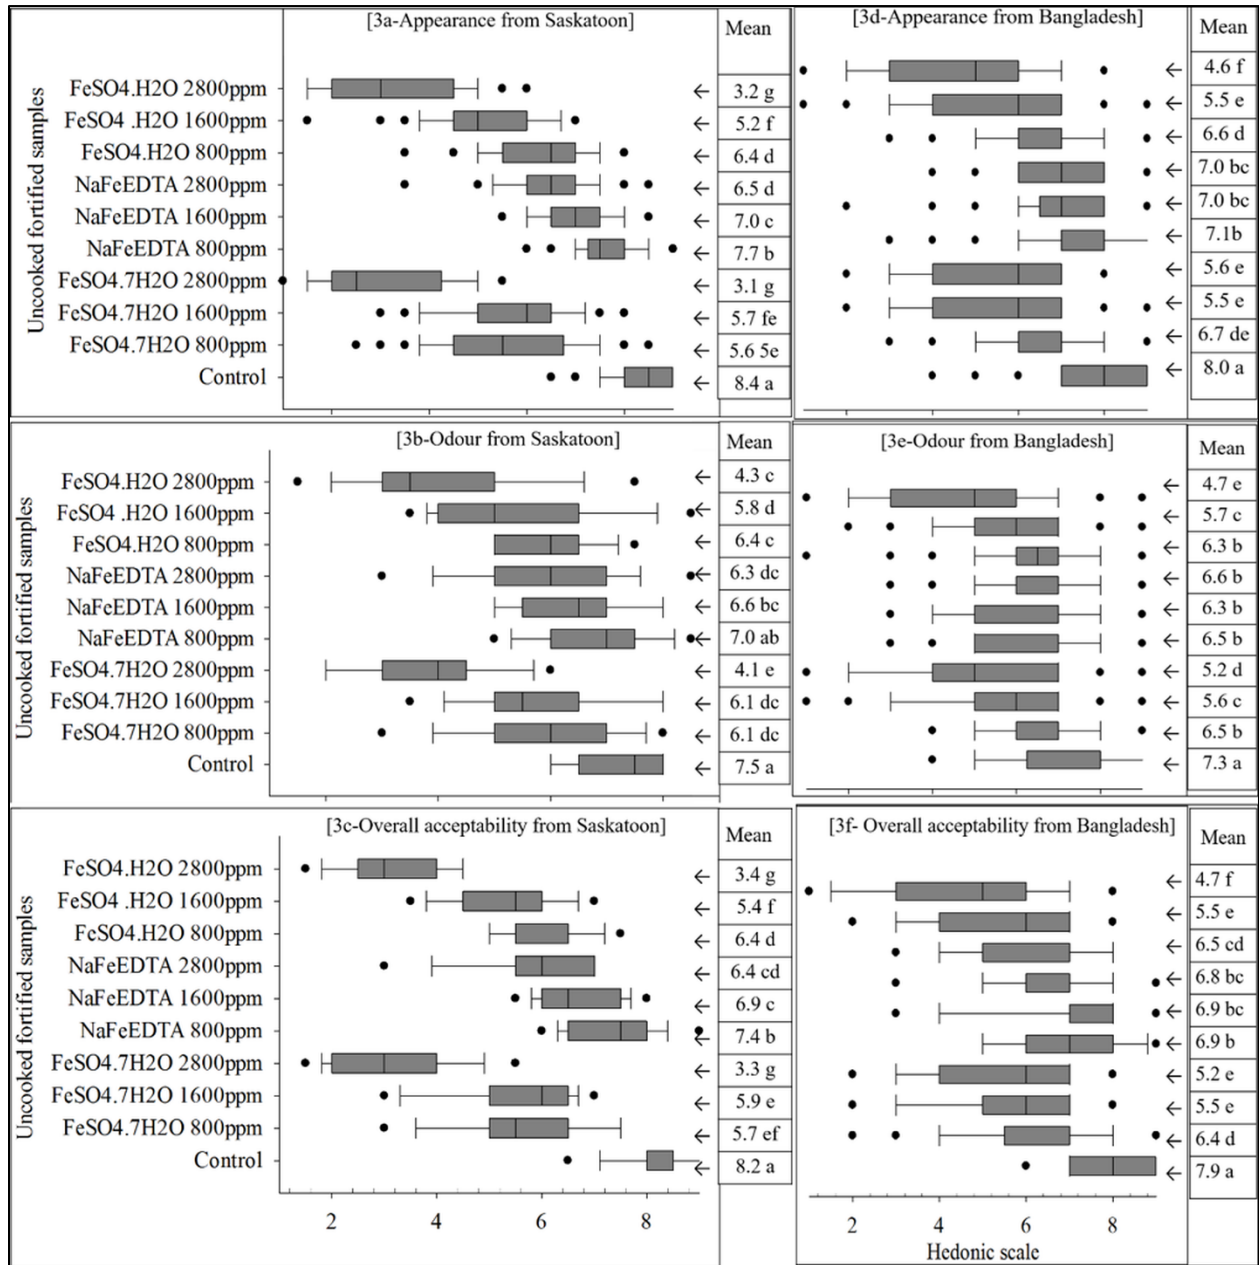 [3a-Appearance from Saskatoon]
Mean
Uncooked fortified samples
FeSO4.H2O 2800ppm
3.2 g
FeSO4 .H2O 1600ppm
5.2 f
FeSO4.H2O 800ppm
6.4 d
NaFeEDTA 2800ppm
6.5 d
NaFeEDTA 1600ppm
7.0 c
NaFeEDTA 800ppm
7.7 b
FeSO4.7H2O 2800ppm
3.1 g
FeSO4.7H2O 1600ppm
5.7 fe
FeSO4.7H2O 800ppm
5.6 5e
Control
8.4 a
[3d-Appearance from Bangladesh]
Mean
4.6 f
5.5 e
6.6 d
7.0 bc
7.0 bc
7.1b
5.6 e
5.5 e
6.7 de
8.0 a
[3b-Odour from Saskatoon]
Mean
Uncooked fortified samples
FeSO4.H2O 2800ppm
4.3 c
FeSO4 .H2O 1600ppm
5.8 d
FeSO4.H2O 800ppm
6.4 c
NaFeEDTA 2800ppm
6.3 dc
NaFeEDTA 1600ppm
6.6 bc
NaFeEDTA 800ppm
7.0 ab
FeSO4.7H2O 2800ppm
4.1 e
FeSO4.7H2O 1600ppm
6.1 dc
FeSO4.7H2O 800ppm
6.1 dc
Control
7.5 a
[3e-Odour from Bangladesh]
Mean
4.7 e
5.7 c
6.3 b
6.6 b
6.3 b
6.5 b
5.2 d
5.6 c
6.5 b
7.3 a
[3c-Overall acceptability from Saskatoon]
Mean
Uncooked fortified samples
FeSO4.H2O 2800ppm
3.4 g
FeSO4 .H2O 1600ppm
5.4 f
FeSO4.H2O 800ppm
6.4 d
NaFeEDTA 2800ppm
6.4 cd
NaFeEDTA 1600ppm
6.9 c
NaFeEDTA 800ppm
7.4 b
FeSO4.7H2O 2800ppm
3.3 g
FeSO4.7H2O 1600ppm
5.9 e
FeSO4.7H2O 800ppm
5.7 ef
Control
8.2 a
2 4 6 8
[3f- Overall acceptability from Bangladesh]
Mean
4.7 f
5.5 e
6.5 cd
6.8 bc
6.9 bc
6.9 b
5.2 e
5.5 e
6.4 d
7.9 a
2 4 6 8
Hedonic scale